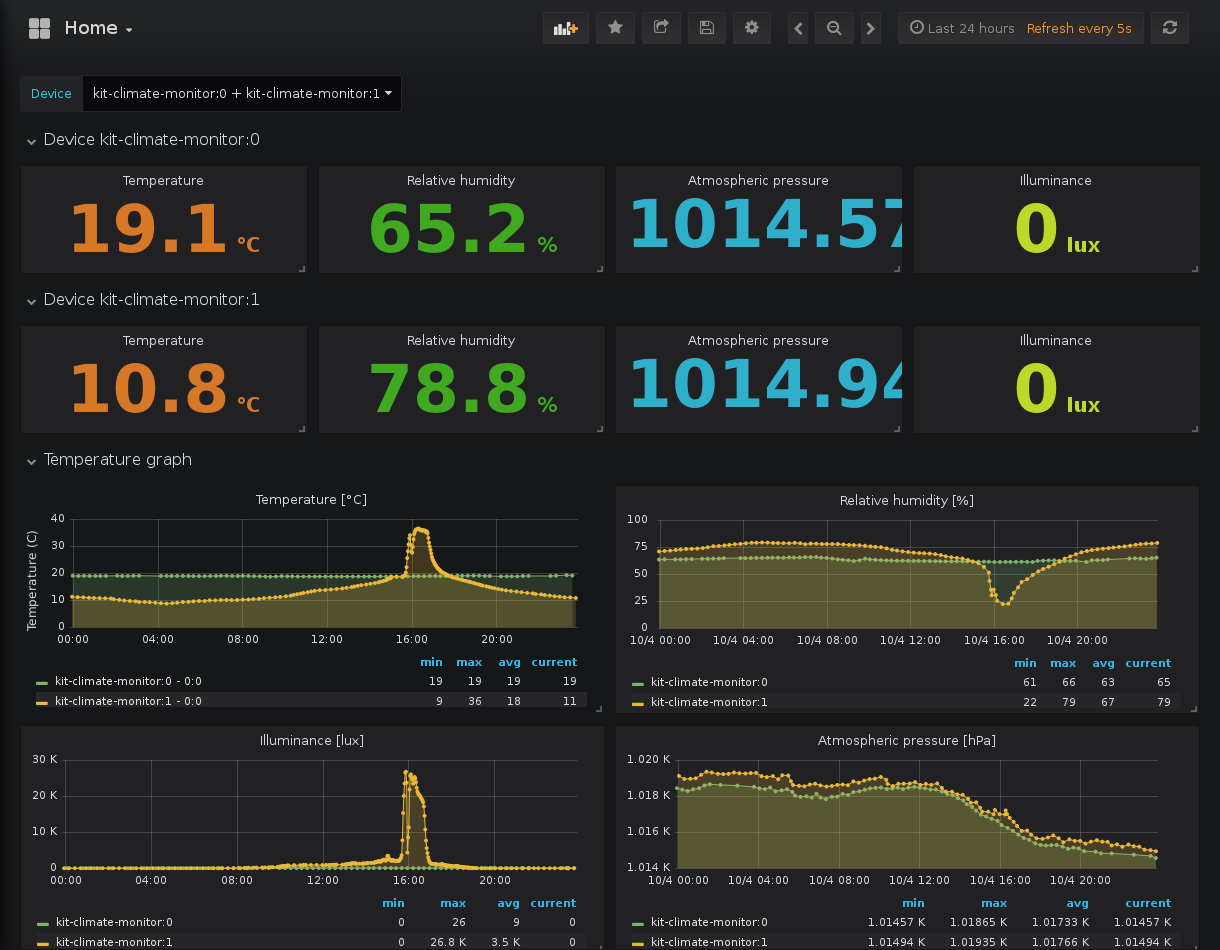 Home
Last 24 hours Refresh every 5s
Device kit-climate-monitor:0 + kit-climate-monitor:1
Device kit-climate-monitor:0
Temperature Relative humidity Atmospheric pressure Illuminance
19.1 °C 65.2 % 1014.57 0 lux
Device kit-climate-monitor:1
Temperature Relative humidity Atmospheric pressure Illuminance
10.8 °C 78.8 % 1014.94 0 lux
Temperature graph
Temperature [°C]
Temperature (C)
40
30
20
10
0
00:00 04:00 08:00 12:00 16:00 20:00
min max avg current
kit-climate-monitor:0 - 0:0 19 19 19 19
kit-climate-monitor:1 - 0:0 9 36 18 11
Relative humidity [%]
100
75
50
25
0
10/4 00:00 10/4 04:00 10/4 08:00 10/4 12:00 10/4 16:00 10/4 20:00
min max avg current
kit-climate-monitor:0 61 66 63 65
kit-climate-monitor:1 22 79 67 79
Illuminance [lux]
30 K
20 K
10 K
0
00:00 04:00 08:00 12:00 16:00 20:00
min max avg current
kit-climate-monitor:0 0 26 9 0
kit-climate-monitor:1 0 26.8 K 3.5 K 0
Atmospheric pressure [hPa]
1.020 K
1.018 K
1.016 K
1.014 K
10/4 00:00 10/4 04:00 10/4 08:00 10/4 12:00 10/4 16:00 10/4 20:00
min max avg current
kit-climate-monitor:0 1.01457 K 1.01865 K 1.01733 K 1.01457 K
kit-climate-monitor:1 1.01494 K 1.01935 K 1.01766 K 1.01494 K